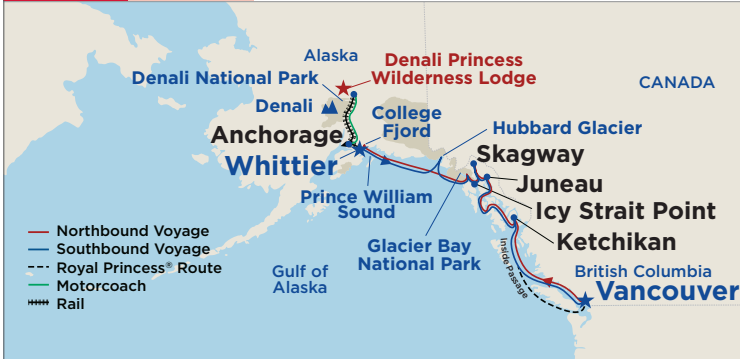 Alaska
Denali Princess
Wilderness Lodge
Denali National Park
CANADA
Denali
College
Fjord
Hubbard Glacier
Anchorage
Skagway
Whittier
Juneau
Prince William
Sound
Icy Strait Point
Ketchikan
Glacier Bay
National Park
Inside Passage
Gulf of
Alaska
British Columbia
Vancouver
Northbound Voyage
Southbound Voyage
Royal Princess® Route
Motorcoach
Rail